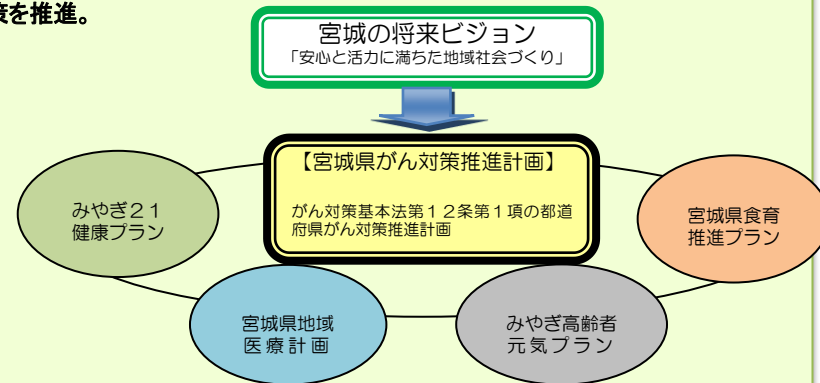 策を推進。
宮城の将来ビジョン
「安心と活力に満ちた地域社会づくり」
【宮城県がん対策推進計画】
がん対策基本法第１２条第１項の都道
府県がん対策推進計画
みやぎ２１
健康プラン
宮城県食育
推進プラン
宮城県地域
医療計画
みやぎ高齢者
元気プラン